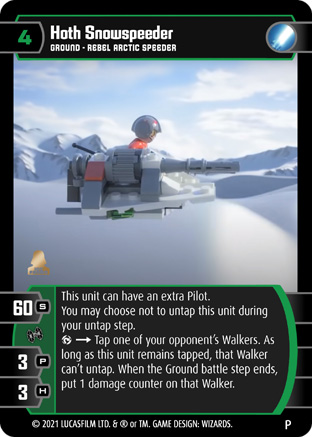 4
Hoth Snowspeeder
GROUND - REBEL ARCTIC SPEEDER
60 S
3 P
3 H
This unit can have an extra Pilot.
You may choose not to untap this unit during
your untap step.
→ Tap one of your opponent's Walkers. As
long as this unit remains tapped, that Walker
can't untap. When the Ground battle step ends,
put 1 damage counter on that Walker.
© 2021 LUCASFILM LTD. & ® or TM. GAME DESIGN: WIZARDS.
P